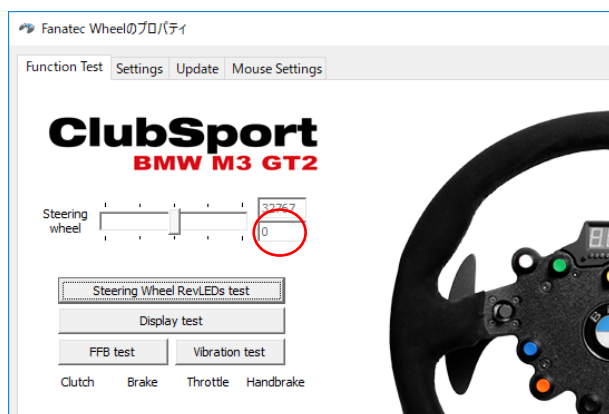 Fanatec Wheelのプロパティ
Function Test Settings Update Mouse Settings
ClubSport
BMW M3 GT2
Steering wheel
32767
0
Steering Wheel RevLEDs test
Display test
FFB test Vibration test
Clutch Brake Throttle Handbrake